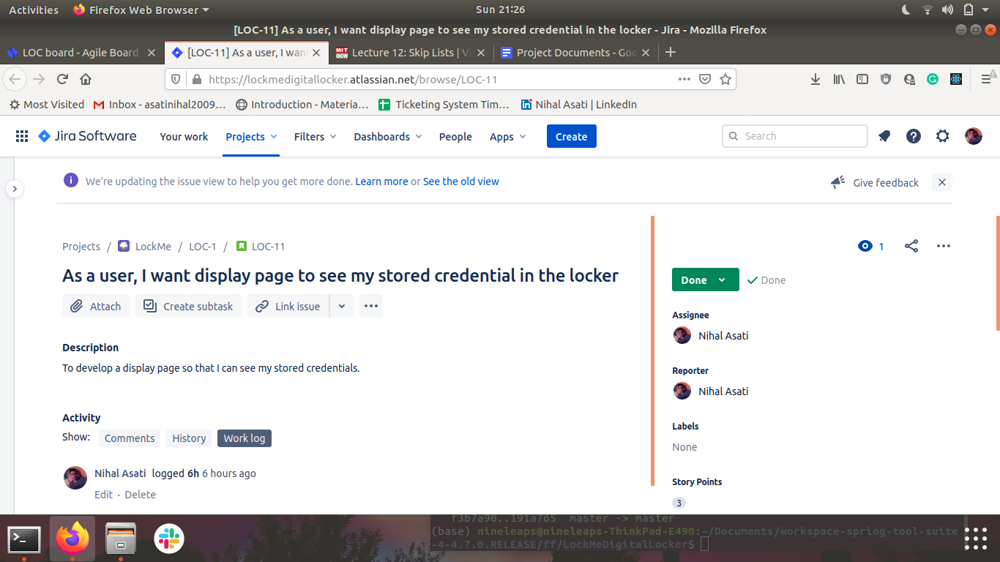 Activities Firefox Web Browser Sun 21:26
[LOC-11] As a user, I want display page to see my stored credential in the locker - Jira - Mozilla Firefox
LOC board - Agile Board [LOC-11] As a user, I wan MIT OCW Lecture 12: Skip Lists | Vi Project Documents - Goo
https://lockmedigitallocker.atlassian.net/browse/LOC-11
Most Visited Inbox - asatinihal2009... Introduction - Materia... Ticketing System Tim... Nihal Asati | LinkedIn
Jira Software Your work Projects Filters Dashboards People Apps Create Search
We're updating the issue view to help you get more done. Learn more or See the old view Give feedback
Projects / LockMe / LOC-1 / LOC-11 1
As a user, I want display page to see my stored credential in the locker
Done Done
Attach Create subtask Link issue
Assignee
Nihal Asati
Description
To develop a display page so that I can see my stored credentials.
Reporter
Nihal Asati
Activity
Show: Comments History Work log
Labels
None
Nihal Asati logged 6h 6 hours ago
Edit · Delete
Story Points
3
f3b7a90..191a765 master -> master
(base) nineleaps@nineleaps-ThinkPad-E490:~/Documents/workspace-spring-tool-suite
-4-4.7.0.RELEASE/ff/LockMeDigitalLocker$